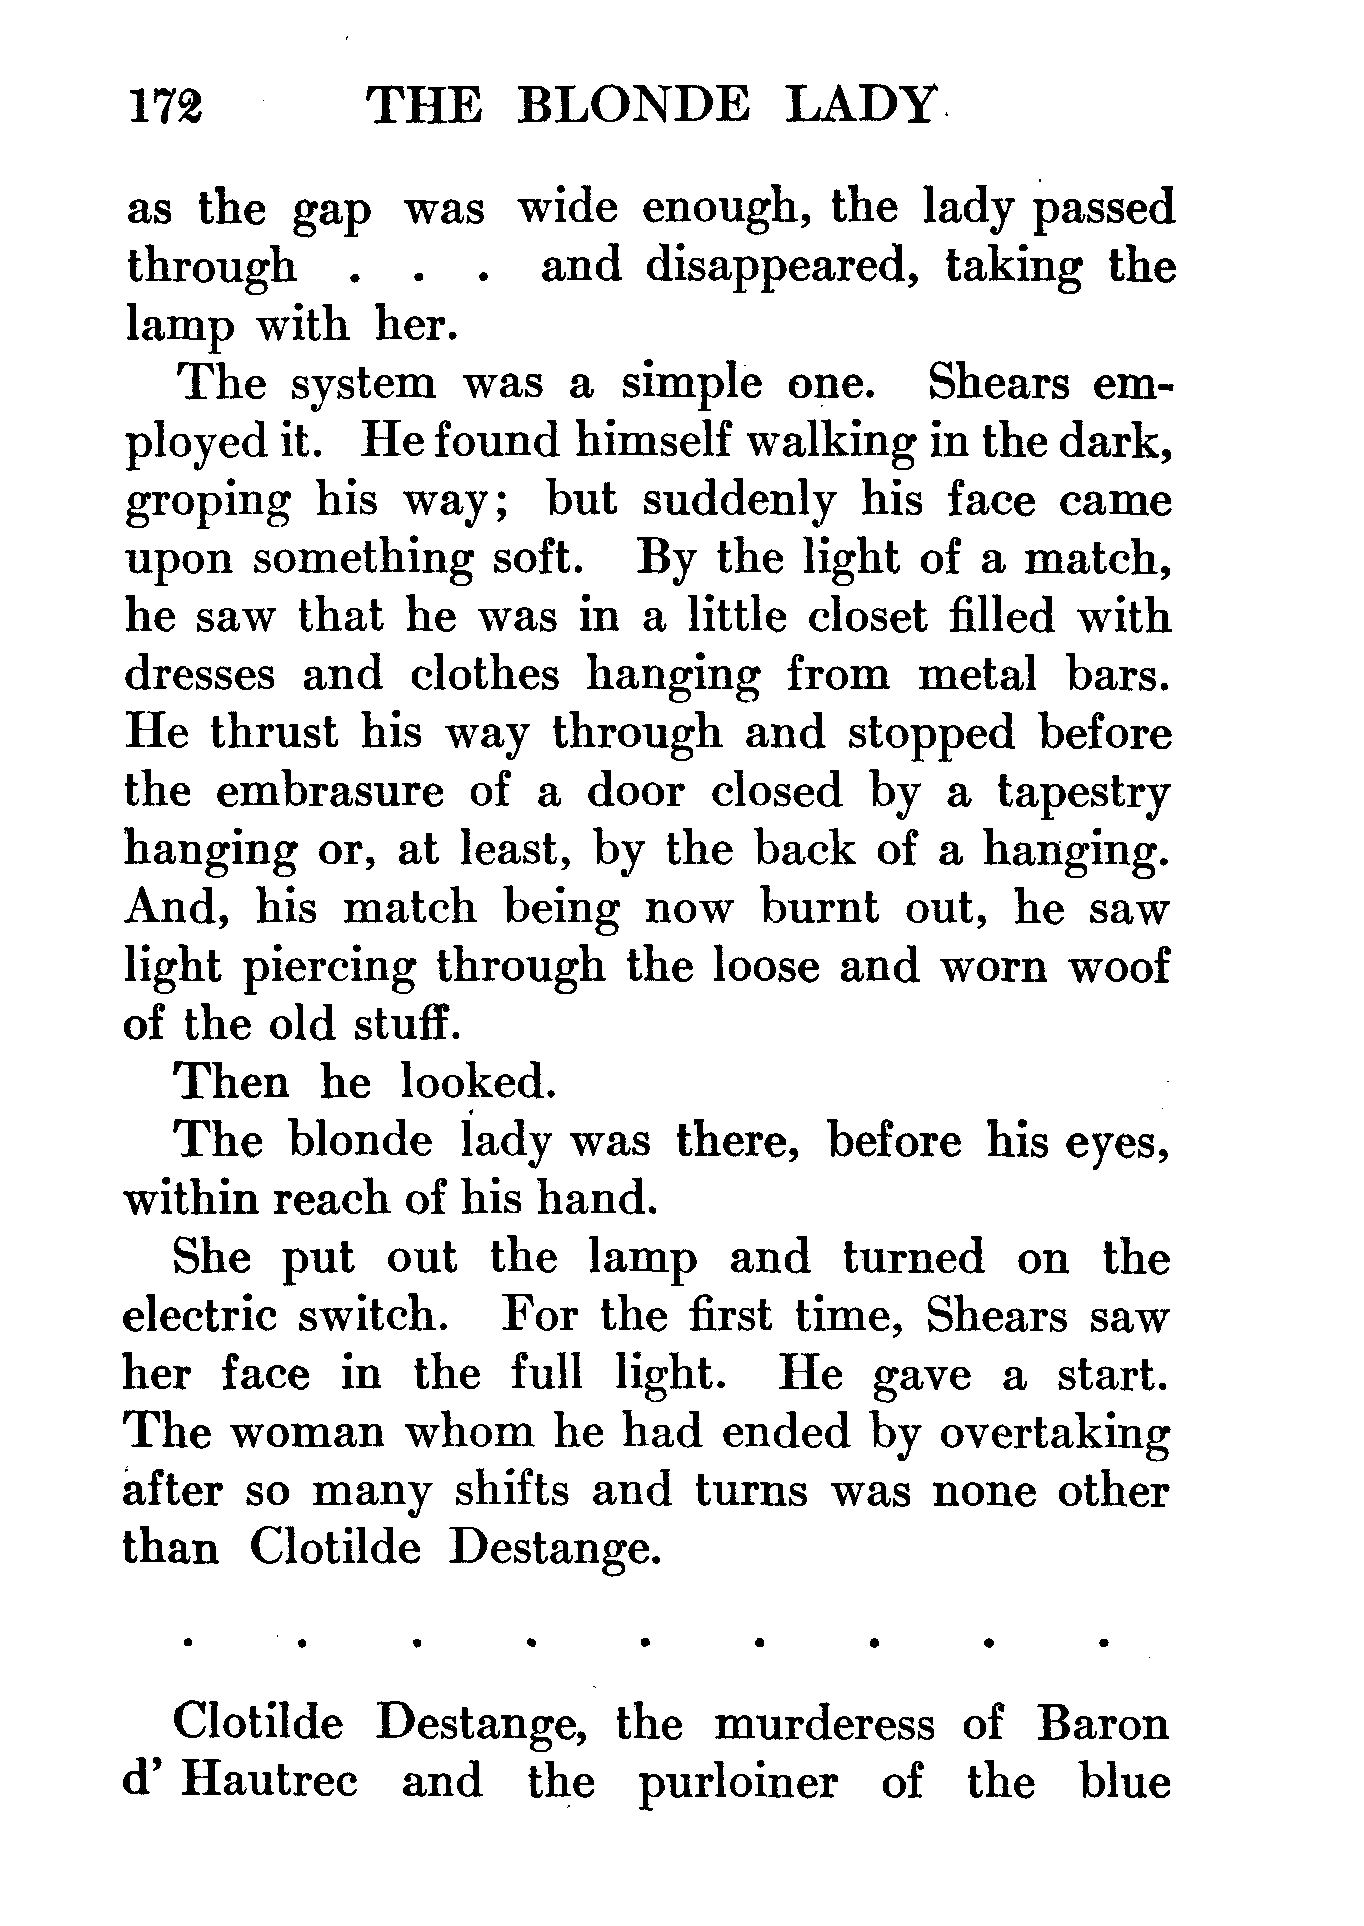 172 THE BLONDE LADY
as the gap was wide enough, the lady passed
through . . . and disappeared, taking the
lamp with her.
The system was a simple one. Shears em-
ployed it. He found himself walking in the dark,
groping his way; but suddenly his face came
upon something soft. By the light of a match,
he saw that he was in a little closet filled with
dresses and clothes hanging from metal bars.
He thrust his way through and stopped before
the embrasure of a door closed by a tapestry
hanging or, at least, by the back of a hanging.
And, his match being now burnt out, he saw
light piercing through the loose and worn woof
of the old stuff.
Then he looked.
The blonde lady was there, before his eyes,
within reach of his hand.
She put out the lamp and turned on the
electric switch. For the first time, Shears saw
her face in the full light. He gave a start.
The woman whom he had ended by overtaking
after so many shifts and turns was none other
than Clotilde Destange.
. . . . . . . . .
Clotilde Destange, the murderess of Baron
d' Hautrec and the purloiner of the blue